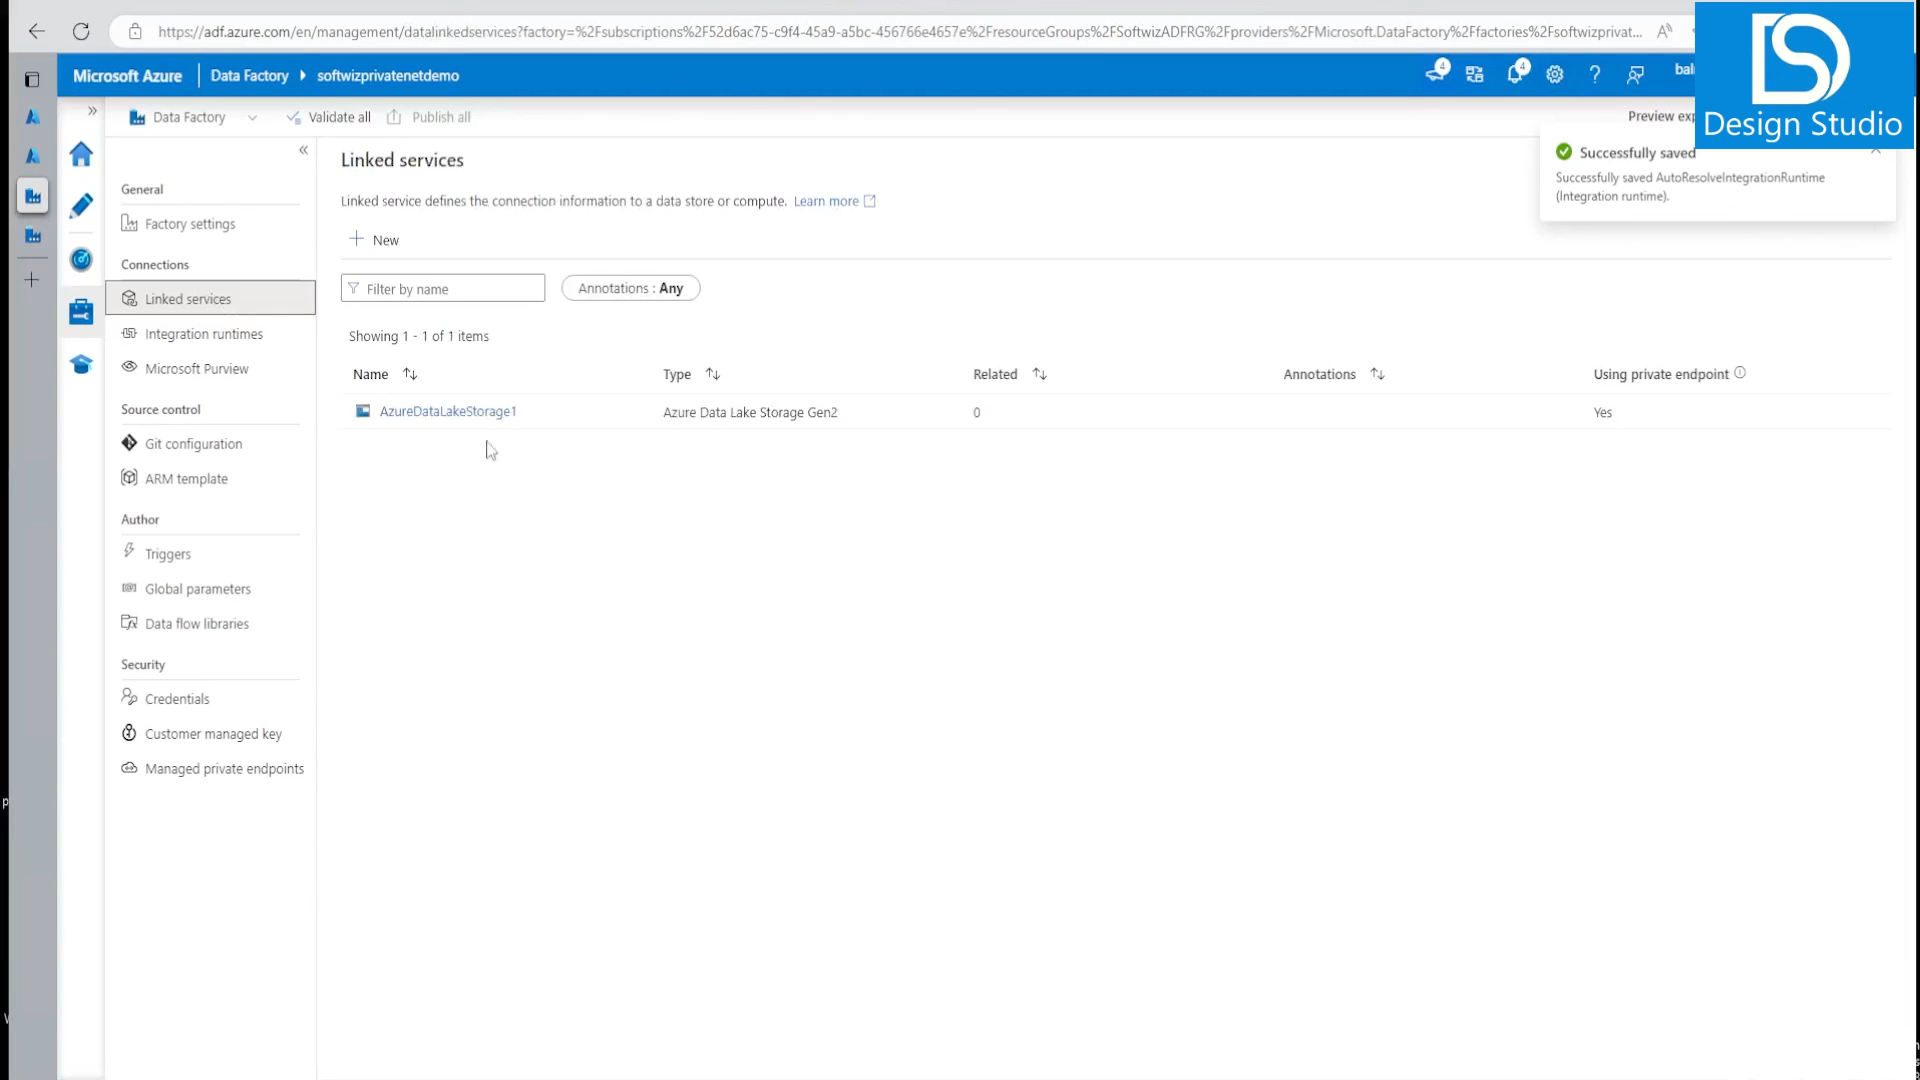 https://adf.azure.com/en/management/datalinkedservices?factory=%2Fsubscriptions%2F52d6ac75-c9f4-45a9-a5bc-456766e4657e%2FresourceGroups%2FSoftwizADFRG%2Fproviders%2FMicrosoft.DataFactory%2Ffactories%2Fsoftwizprivat...
Microsoft Azure
Data Factory
softwizprivatenetdemo
4
4
bal
Design Studio
Data Factory
Validate all
Publish all
Preview exp
Successfully saved
Successfully saved AutoResolveIntegrationRuntime
(Integration runtime).
General
Factory settings
Connections
Linked services
Integration runtimes
Microsoft Purview
Source control
Git configuration
ARM template
Author
Triggers
Global parameters
Data flow libraries
Security
Credentials
Customer managed key
Managed private endpoints
Linked services
Linked service defines the connection information to a data store or compute. Learn more
New
Filter by name
Annotations : Any
Showing 1 - 1 of 1 items
Name Type Related Annotations Using private endpoint
AzureDataLakeStorage1 Azure Data Lake Storage Gen2 0 Yes